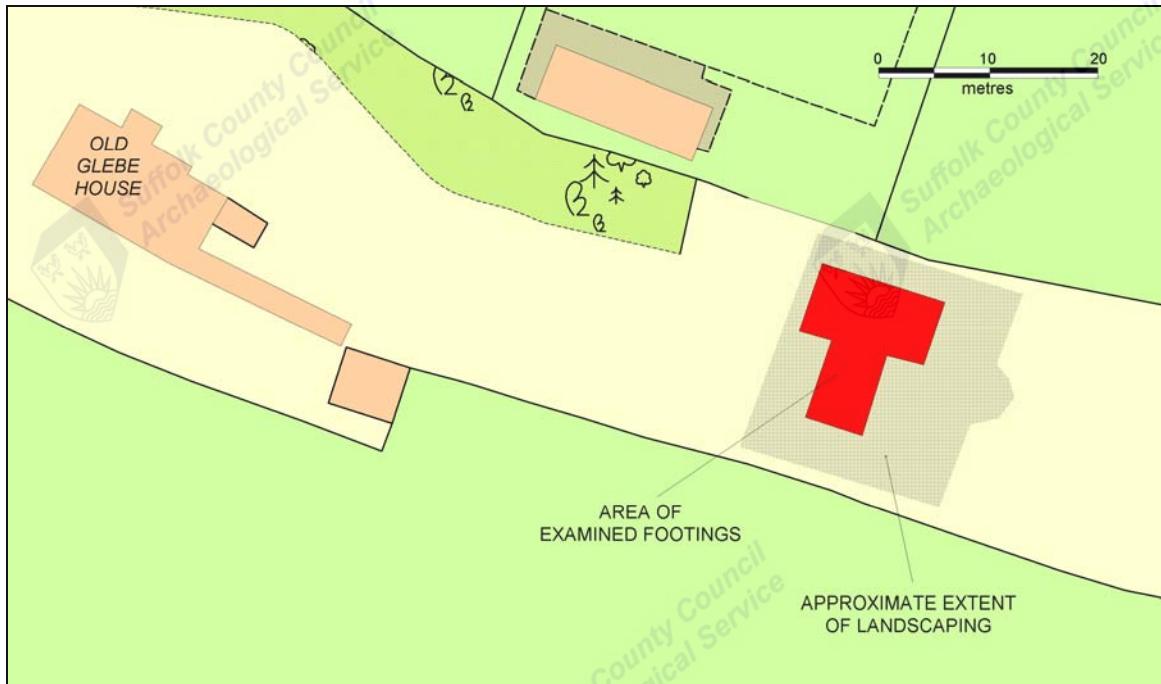 Suffolk County Council
Archaeological Service
Suffolk County Council
Archaeological Service
0 10 20
metres
OLD
GLEBE
HOUSE
AREA OF
EXAMINED FOOTINGS
APPROXIMATE EXTENT
OF LANDSCAPING
County Council
ological Service